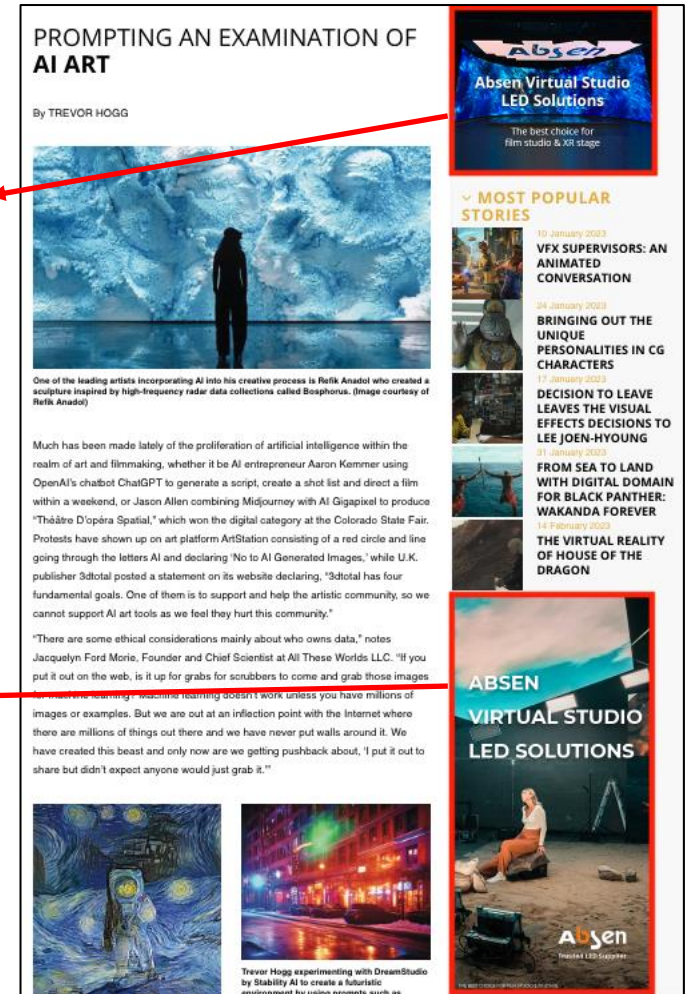 PROMPTING AN EXAMINATION OF
AI ART
By TREVOR HOGG
One of the leading artists incorporating AI into his creative process is Refik Anadol who created a
sculpture inspired by high-frequency radar data collections called Bosphorus. (Image courtesy of
Refik Anadol)
Much has been made lately of the proliferation of artificial intelligence within the
realm of art and filmmaking, whether it be AI entrepreneur Aaron Kemmer using
OpenAI's chatbot ChatGPT to generate a script, create a shot list and direct a film
within a weekend, or Jason Allen combining Midjourney with AI Gigapixel to produce
"Théâtre D'opéra Spatial," which won the digital category at the Colorado State Fair.
Protests have shown up on art platform ArtStation consisting of a red circle and line
going through the letters AI and declaring 'No to AI Generated Images,' while U.K.
publisher 3dtotal posted a statement on its website declaring, "3dtotal has four
fundamental goals. One of them is to support and help the artistic community, so we
cannot support AI art tools as we feel they hurt this community."
"There are some ethical considerations mainly about who owns data," notes
Jacquelyn Ford Morie, Founder and Chief Scientist at All These Worlds LLC. "If you
put it out on the web, is it up for grabs for scrubbers to come and grab those images
for machine learning? Machine learning doesn't work unless you have millions of
images or examples. But we are out at an inflection point with the Internet where
there are millions of things out there and we have never put walls around it. We
have created this beast and only now are we getting pushback about, 'I put it out to
share but didn't expect anyone would just grab it.'"
Trevor Hogg experimenting with DreamStudio
by Stability AI to create a futuristic
environment by using prompts such as
Absen
Absen Virtual Studio
LED Solutions
The best choice for
film studio & XR stage
MOST POPULAR
STORIES
10 January 2023
VFX SUPERVISORS: AN
ANIMATED
CONVERSATION
24 January 2023
BRINGING OUT THE
UNIQUE
PERSONALITIES IN CG
CHARACTERS
17 January 2023
DECISION TO LEAVE
LEAVES THE VISUAL
EFFECTS DECISIONS TO
LEE JOEN-HYOUNG
31 January 2023
FROM SEA TO LAND
WITH DIGITAL DOMAIN
FOR BLACK PANTHER:
WAKANDA FOREVER
14 February 2023
THE VIRTUAL REALITY
OF HOUSE OF THE
DRAGON
ABSEN
VIRTUAL STUDIO
LED SOLUTIONS
Absen
Trusted LED Supplier